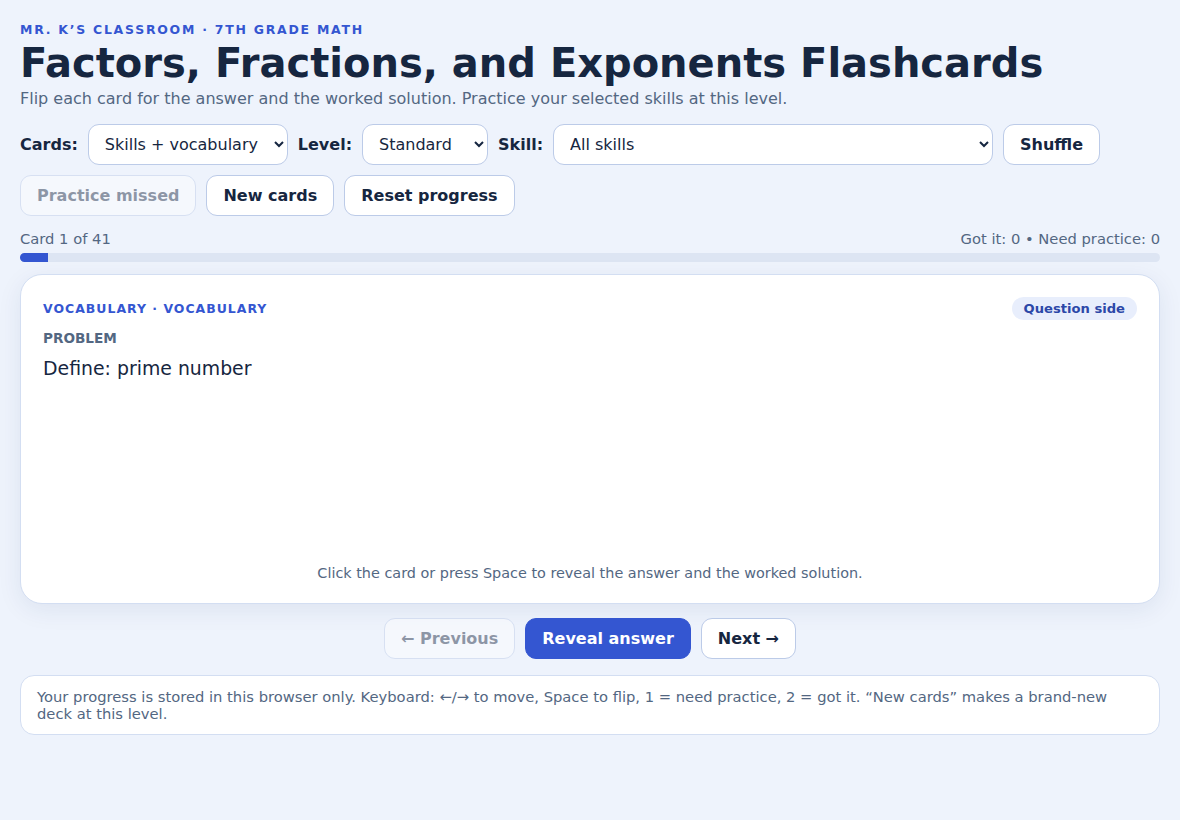 MR. K’S CLASSROOM · 7TH GRADE MATH
Factors, Fractions, and Exponents Flashcards
Flip each card for the answer and the worked solution. Practice your selected skills at this level.
Cards: Skills + vocabulary Level: Standard Skill: All skills Shuffle
Practice missed New cards Reset progress
Card 1 of 41 Got it: 0 • Need practice: 0
VOCABULARY · VOCABULARY Question side
PROBLEM
Define: prime number
Click the card or press Space to reveal the answer and the worked solution.
← Previous Reveal answer Next →
Your progress is stored in this browser only. Keyboard: ←/→ to move, Space to flip, 1 = need practice, 2 = got it. “New cards” makes a brand-new
deck at this level.